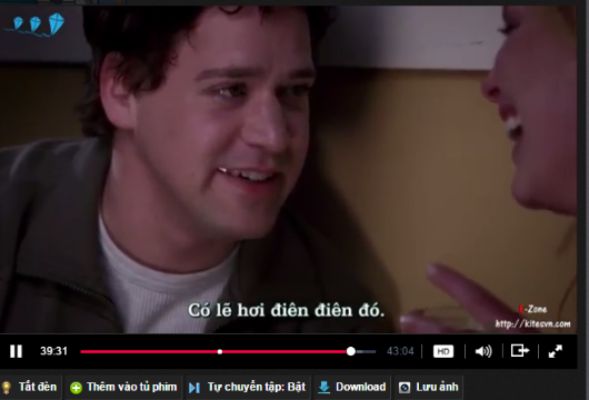 Có lẽ hơi điên điên đó.
K-Zone
http://kitesvn.com
39:31
43:04
HD
Tắt đèn
Thêm vào tủ phim
Tự chuyển tập: Bật
Download
Lưu ảnh